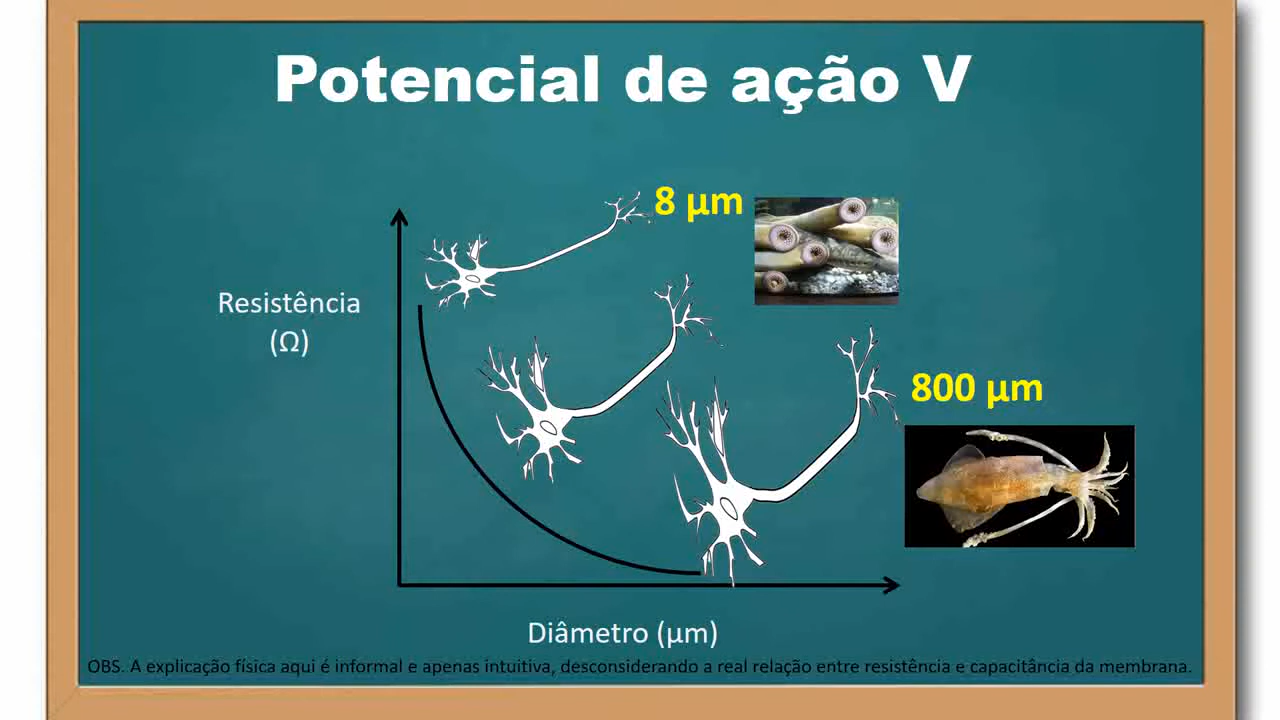 Potencial de ação V
8 µm
Resistência
(Ω)
800 µm
Diâmetro (µm)
OBS. A explicação física aqui é informal e apenas intuitiva, desconsiderando a real relação entre resistência e capacitância da membrana.